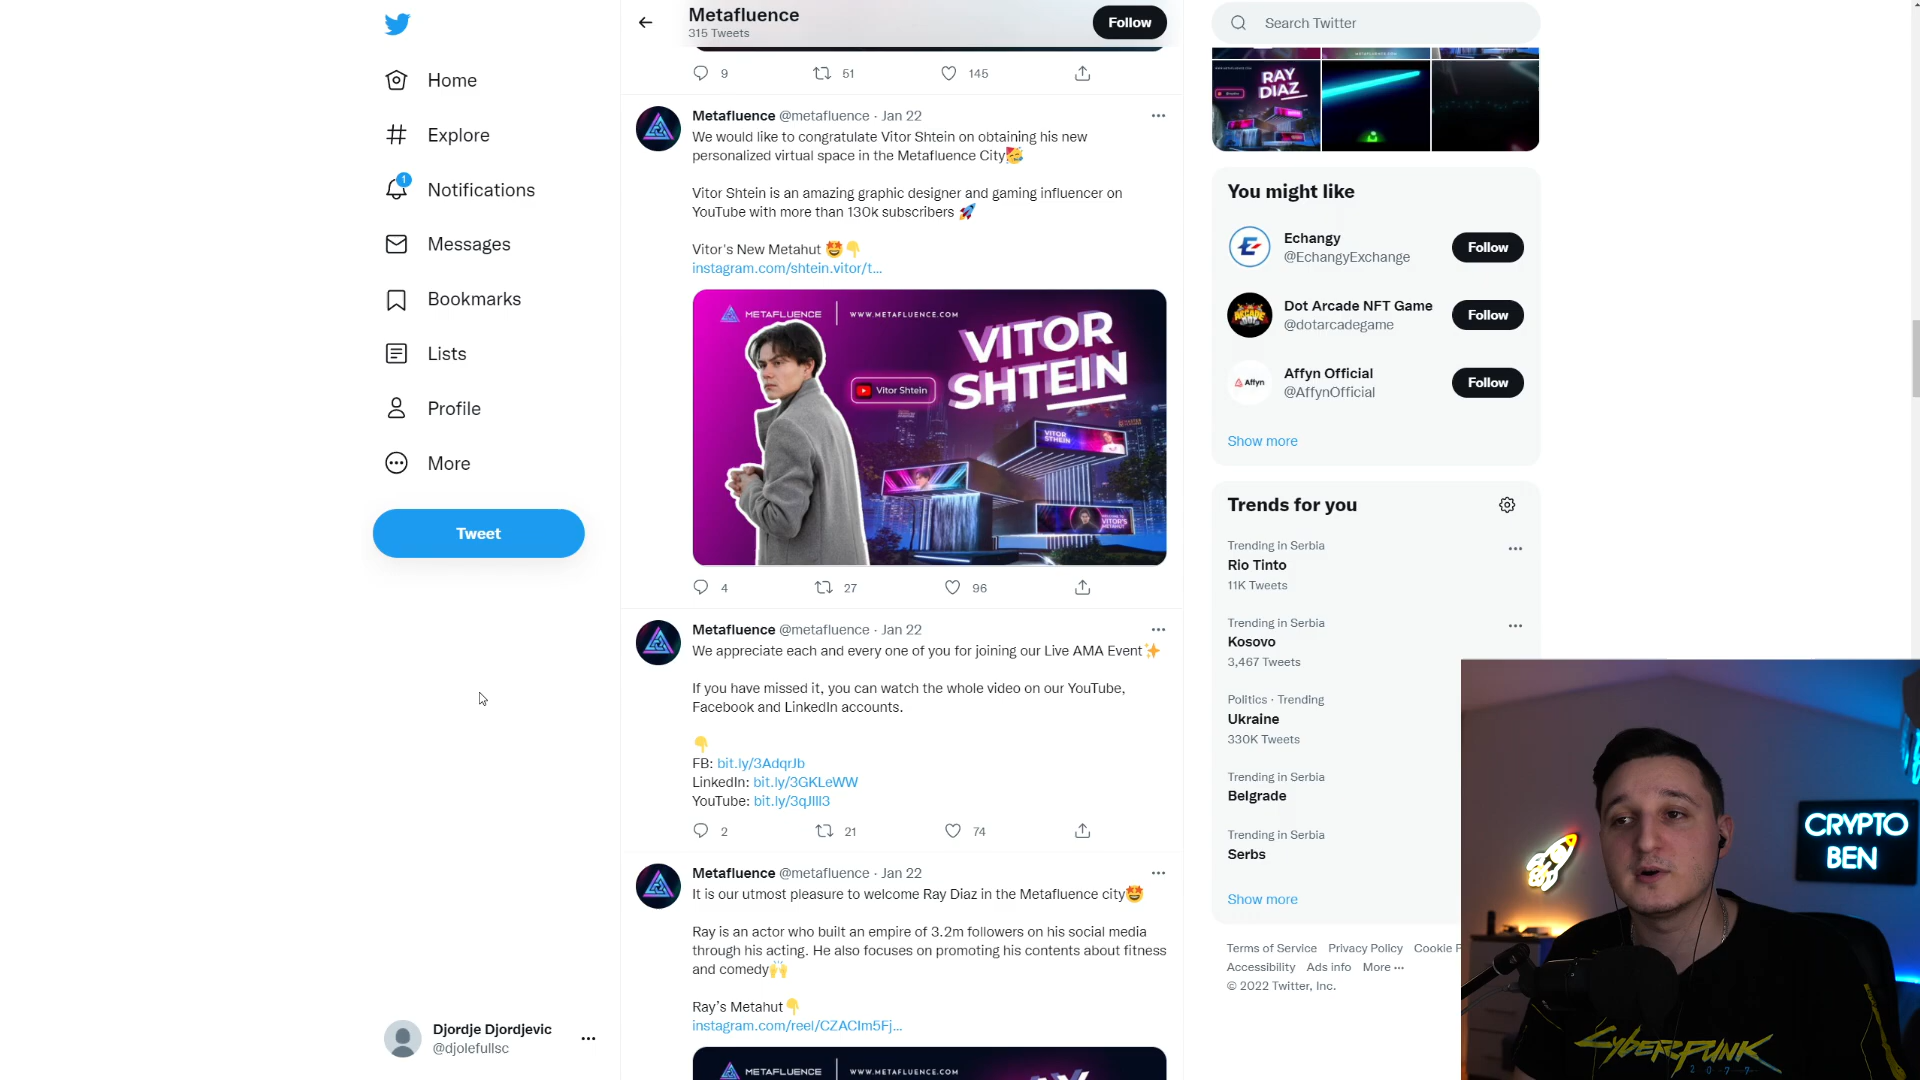 Home
Explore
1
Notifications
Messages
Bookmarks
Lists
Profile
More
Tweet
Djordje Djordjevic
@djolefullsc
Metafluence
315 Tweets
Follow
9 51 145
Metafluence @metafluence · Jan 22
We would like to congratulate Vitor Shtein on obtaining his new
personalized virtual space in the Metafluence City🥳
Vitor Shtein is an amazing graphic designer and gaming influencer on
YouTube with more than 130k subscribers 🚀
Vitor's New Metahut 🤩👇
instagram.com/shtein.vitor/t...
METAFLUENCE
WWW.METAFLUENCE.COM
VITOR
SHTEIN
Vitor Shtein
VITOR
STHEIN
VITOR'S
4 27 96
Metafluence @metafluence · Jan 22
We appreciate each and every one of you for joining our Live AMA Event✨
If you have missed it, you can watch the whole video on our YouTube,
Facebook and LinkedIn accounts.
👇
FB: bit.ly/3AdqrJb
LinkedIn: bit.ly/3GKLeWW
YouTube: bit.ly/3qJIlI3
2 21 74
Metafluence @metafluence · Jan 22
It is our utmost pleasure to welcome Ray Diaz in the Metafluence city🤩
Ray is an actor who built an empire of 3.2m followers on his social media
through his acting. He also focuses on promoting his contents about fitness
and comedy🙌
Ray's Metahut👇
instagram.com/reel/CZACIm5Fj...
METAFLUENCE
WWW.METAFLUENCE.COM
Search Twitter
RAY
DIAZ
You might like
Echangy
@EchangyExchange
Follow
Dot Arcade NFT Game
@dotarcadegame
Follow
Affyn
Affyn Official
@AffynOfficial
Follow
Show more
Trends for you
Trending in Serbia
Rio Tinto
11K Tweets
Trending in Serbia
Kosovo
3,467 Tweets
Politics · Trending
Ukraine
330K Tweets
Trending in Serbia
Belgrade
Trending in Serbia
Serbs
Show more
Terms of Service Privacy Policy Cookie P
Accessibility Ads info More ···
© 2022 Twitter, Inc.
CRYPTO
BEN
CYBERPUNK
2077